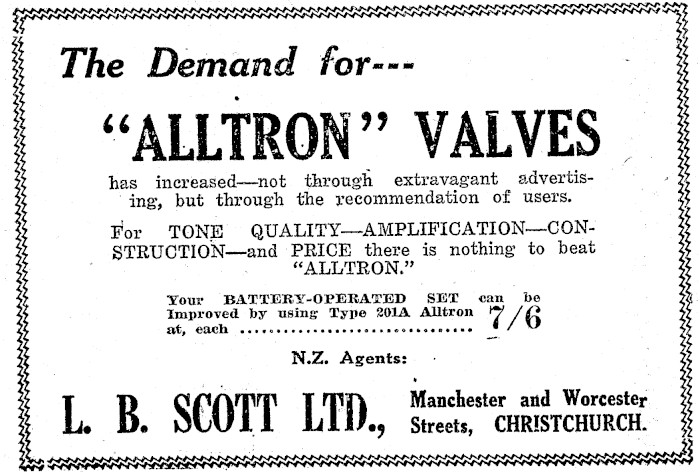 The Demand for---
"ALLTRON" VALVES
has increased—not through extravagant advertis-
ing, but through the recommendation of users.
For TONE QUALITY—AMPLIFICATION—CON-
STRUCTION—and PRICE there is nothing to beat
"ALLTRON."
Your BATTERY-OPERATED SET can be
Improved by using Type 201A Alltron
at, each ................................ 7/6
N.Z. Agents:
L. B. SCOTT LTD., Manchester and Worcester
Streets, CHRISTCHURCH.